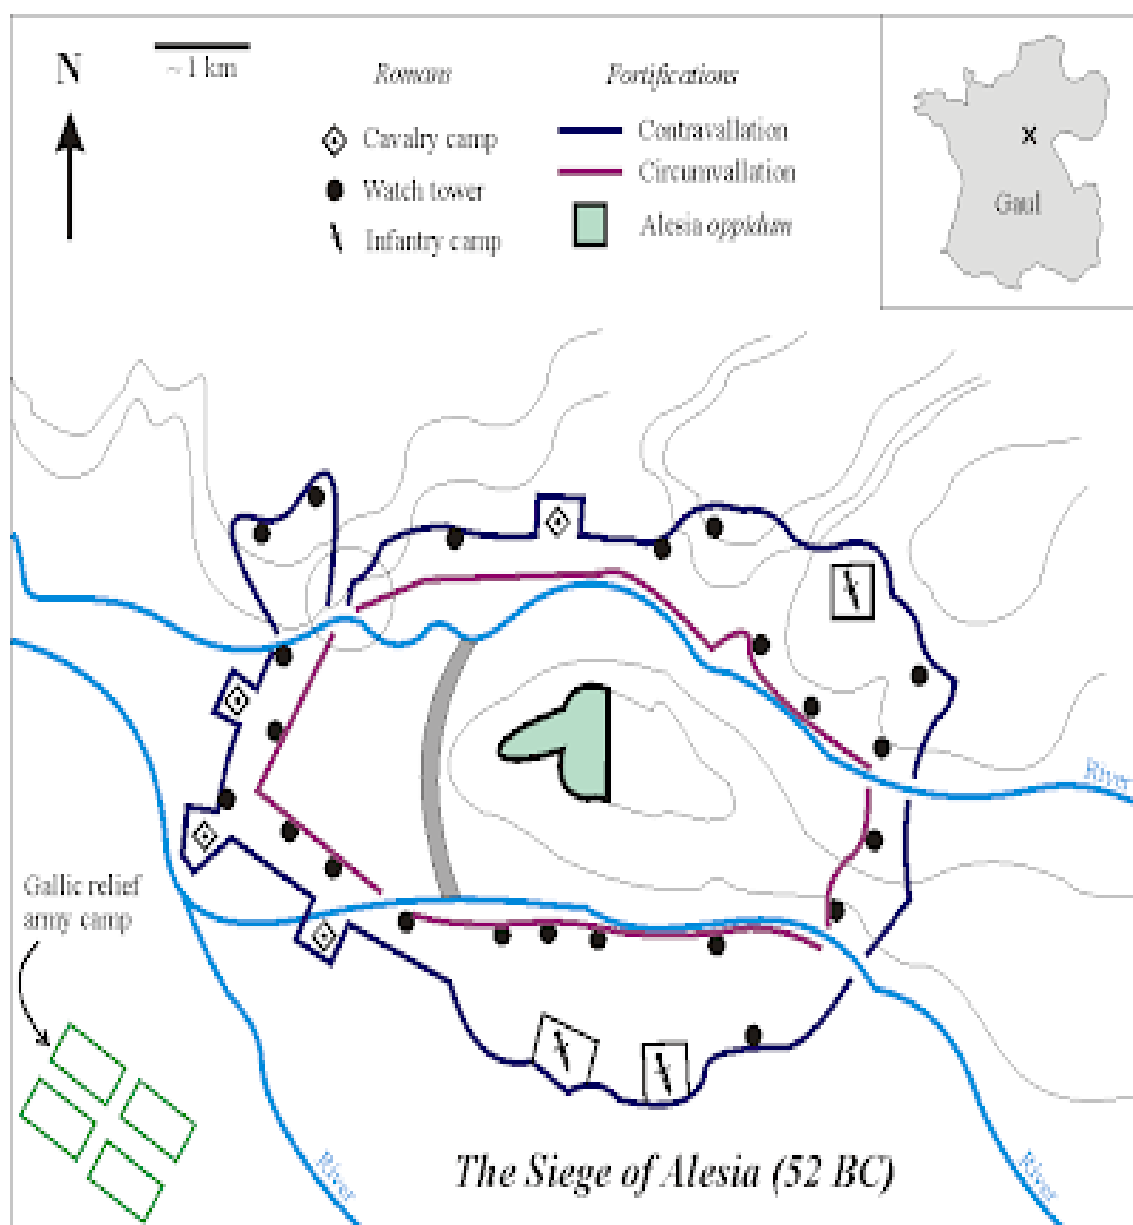 N
~ 1 km
Romans
Fortifications
Cavalry camp
Contravallation
Watch tower
Circumvallation
Infantry camp
Alesia oppidum
x
Gaul
River
Gallic relief
army camp
River
River
The Siege of Alesia (52 BC)